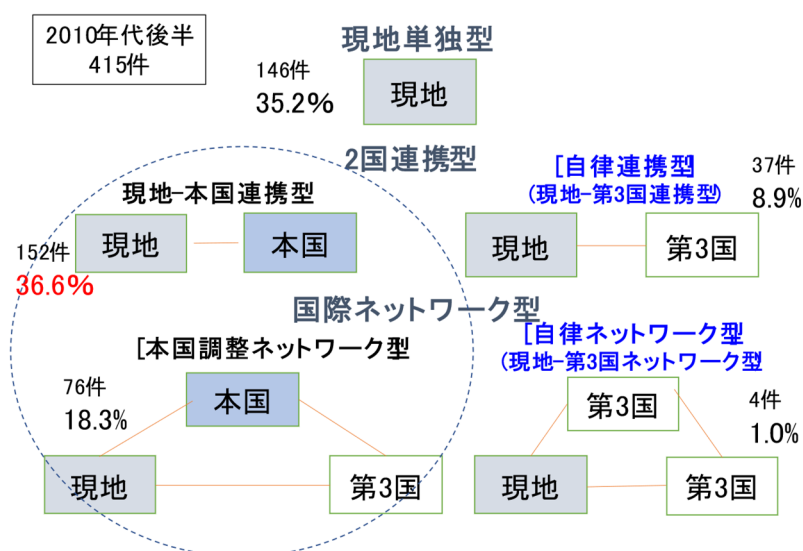 2010年代後半
415件
現地単独型
146件
35.2%
現地
2国連携型
現地-本国連携型
現地
本国
152件
36.6%
[自律連携型]
(現地-第3国連携型)
37件
8.9%
現地
第3国
国際ネットワーク型
[本国調整ネットワーク型]
76件
18.3%
本国
現地
第3国
[自律ネットワーク型]
(現地-第3国ネットワーク型
4件
1.0%
第3国
現地
第3国